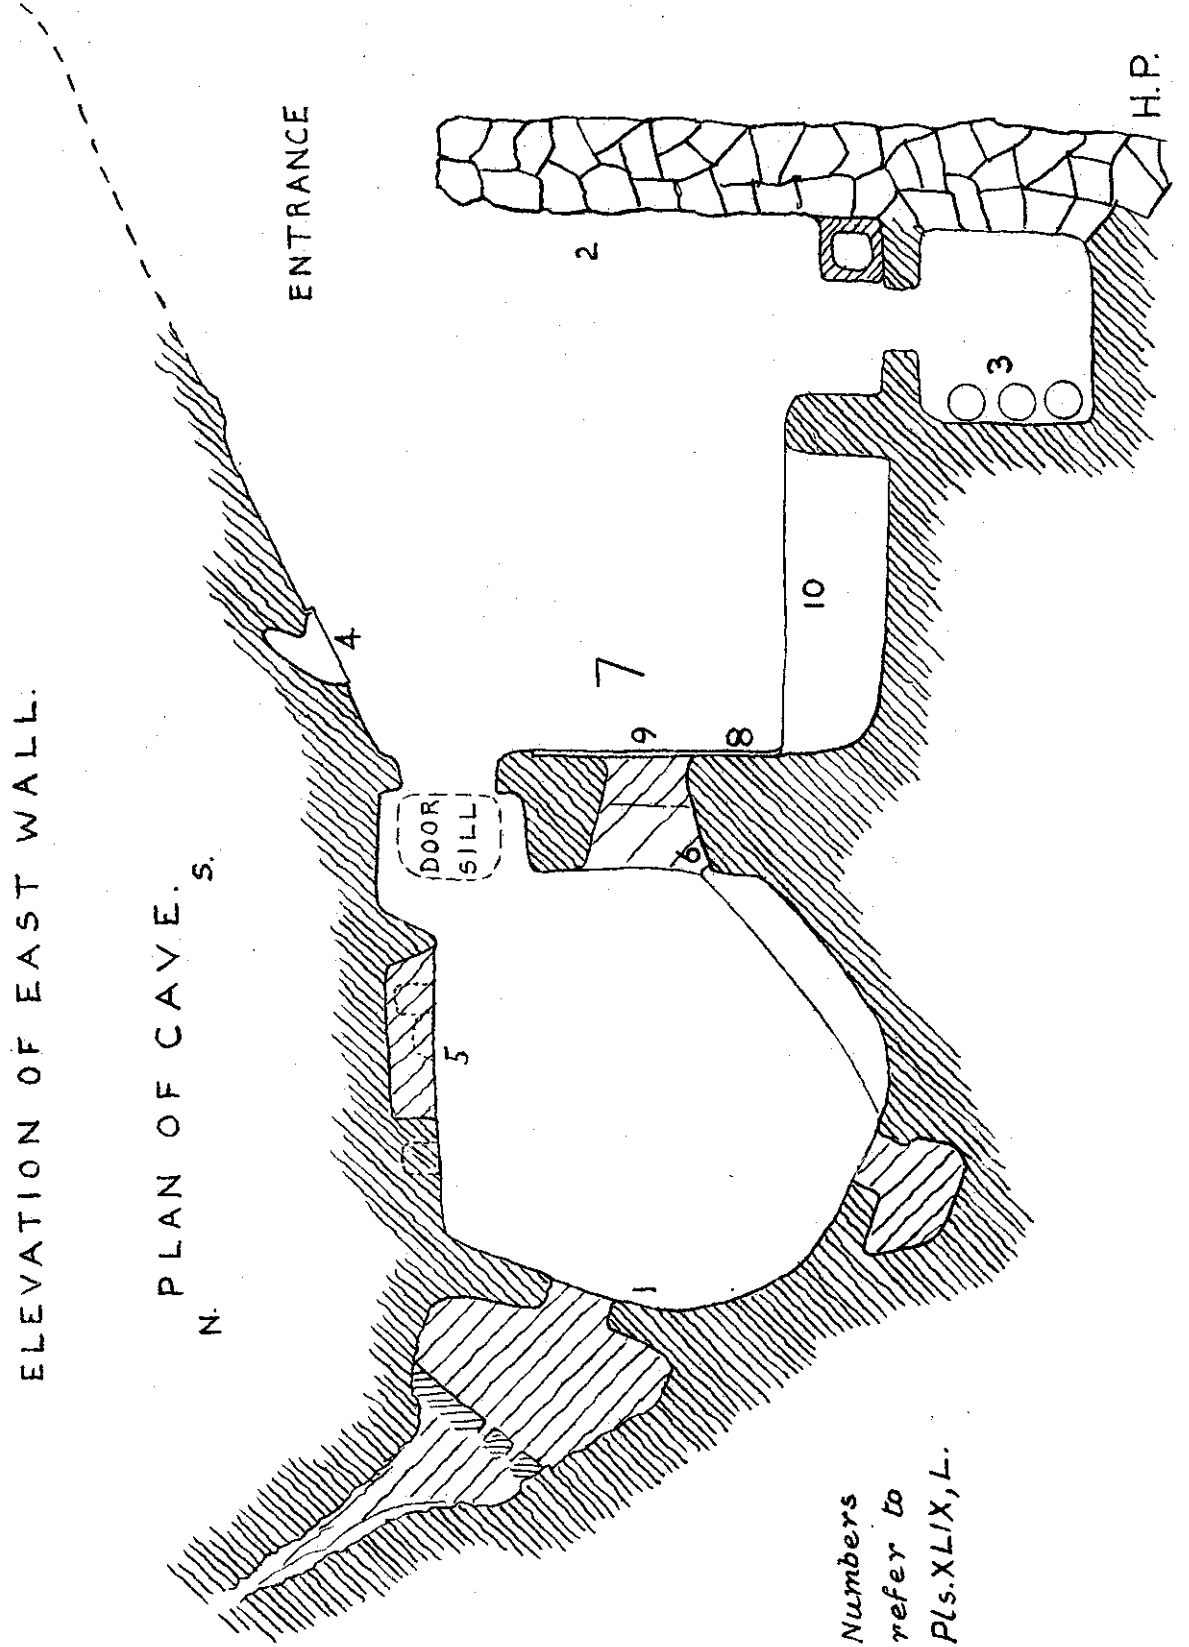 ELEVATION OF EAST WALL.
PLAN OF CAVE.
N.
S.
ENTRANCE
4
DOOR
SILL
5
1
6
9
8
7
2
10
3
Numbers
refer to
Pls. XLIX, L.
H.P.